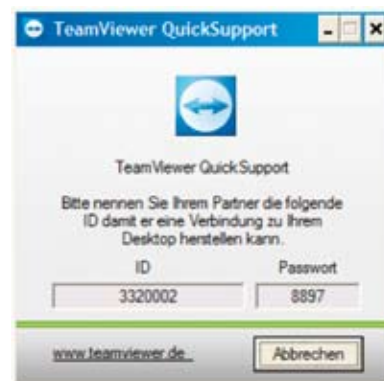 TeamViewer QuickSupport
TeamViewer QuickSupport
Bitte nennen Sie Ihrem Partner die folgende
ID damit er eine Verbindung zu Ihrem
Desktop herstellen kann.
ID Passwort
3320002 8897
www.teamviewer.de Abbrechen